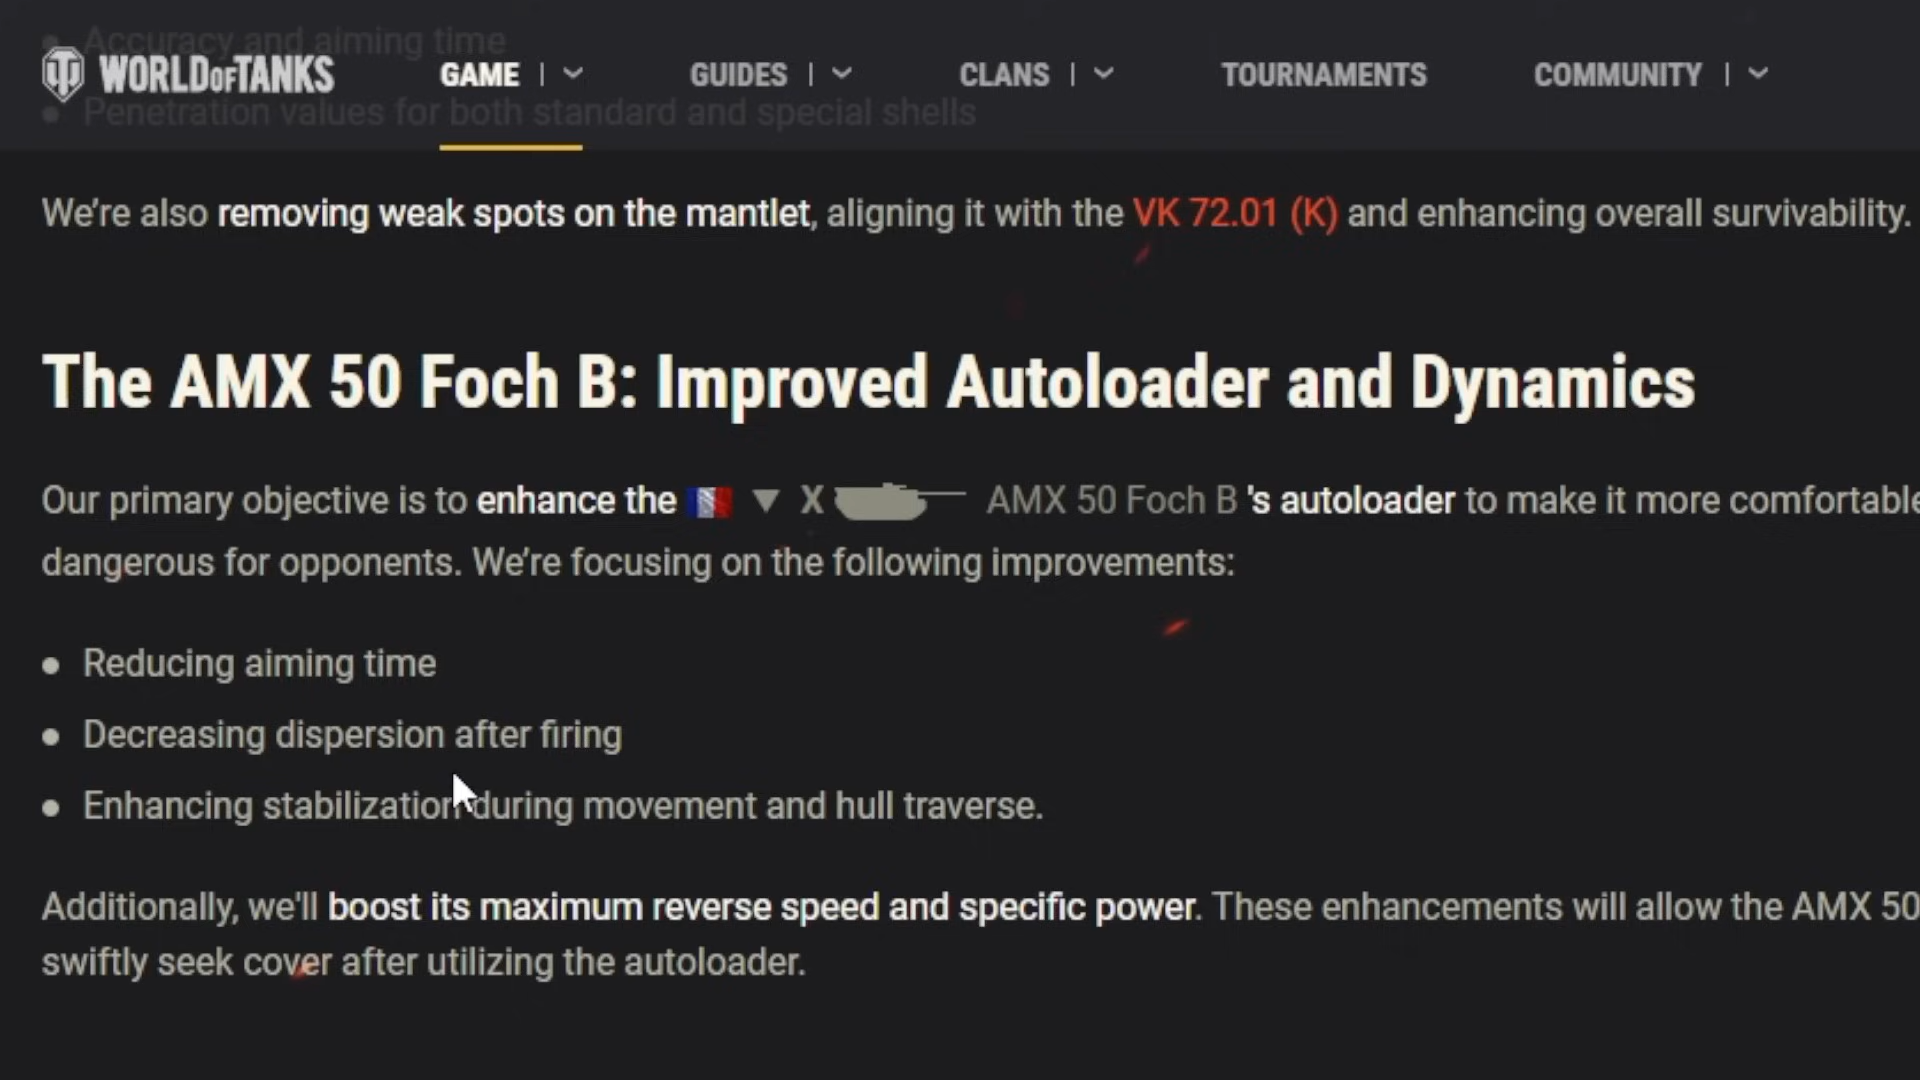 Accuracy and aiming time
WORLD OF TANKS GAME | GUIDES | CLANS | TOURNAMENTS COMMUNITY |
Penetration values for both standard and special shells
We’re also removing weak spots on the mantlet, aligning it with the VK 72.01 (K) and enhancing overall survivability.
The AMX 50 Foch B: Improved Autoloader and Dynamics
Our primary objective is to enhance the X AMX 50 Foch B 's autoloader to make it more comfortable
dangerous for opponents. We’re focusing on the following improvements:
• Reducing aiming time
• Decreasing dispersion after firing
• Enhancing stabilization during movement and hull traverse.
Additionally, we'll boost its maximum reverse speed and specific power. These enhancements will allow the AMX 50
swiftly seek cover after utilizing the autoloader.